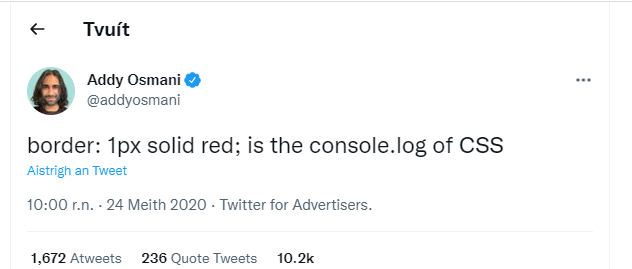 Tvuít
Addy Osmani
@addyosmani
border: 1px solid red; is the console.log of CSS
Aistrigh an Tweet
10:00 r.n. · 24 Meith 2020 · Twitter for Advertisers.
1,672 Atweets 236 Quote Tweets 10.2k